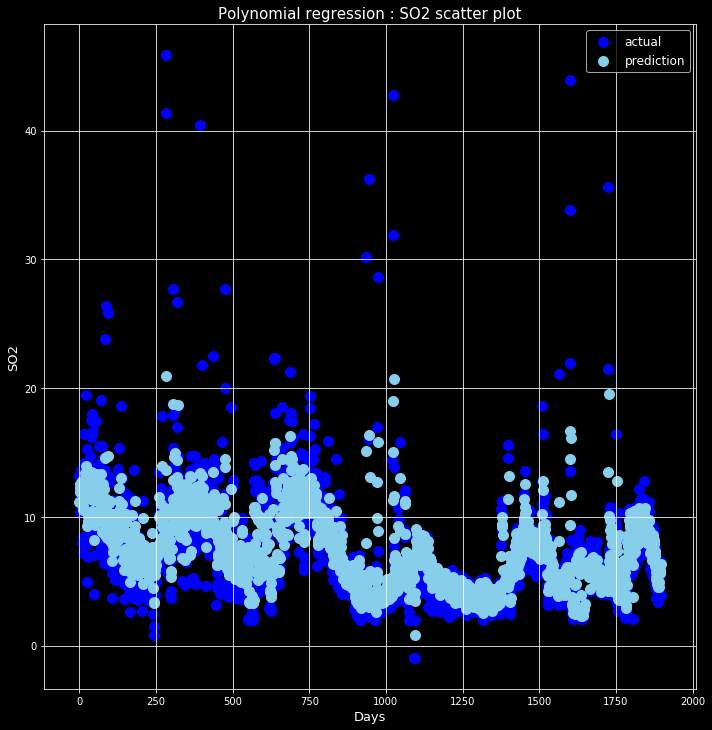 Polynomial regression : SO2 scatter plot
actual
prediction
SO2
40
30
20
10
0
0 250 500 750 1000 1250 1500 1750 2000
Days